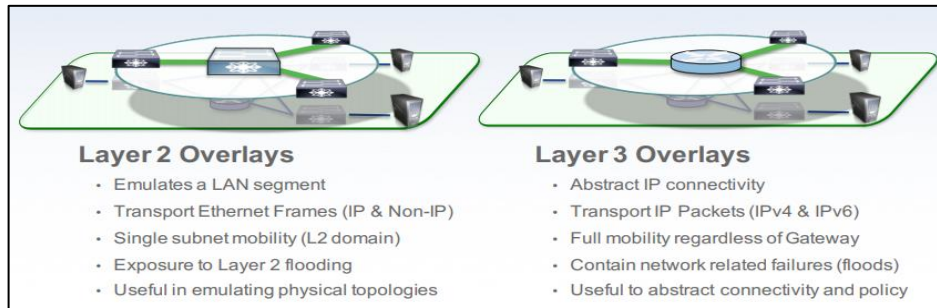 Layer 2 Overlays
• Emulates a LAN segment
• Transport Ethernet Frames (IP & Non-IP)
• Single subnet mobility (L2 domain)
• Exposure to Layer 2 flooding
• Useful in emulating physical topologies
Layer 3 Overlays
• Abstract IP connectivity
• Transport IP Packets (IPv4 & IPv6)
• Full mobility regardless of Gateway
• Contain network related failures (floods)
• Useful to abstract connectivity and policy